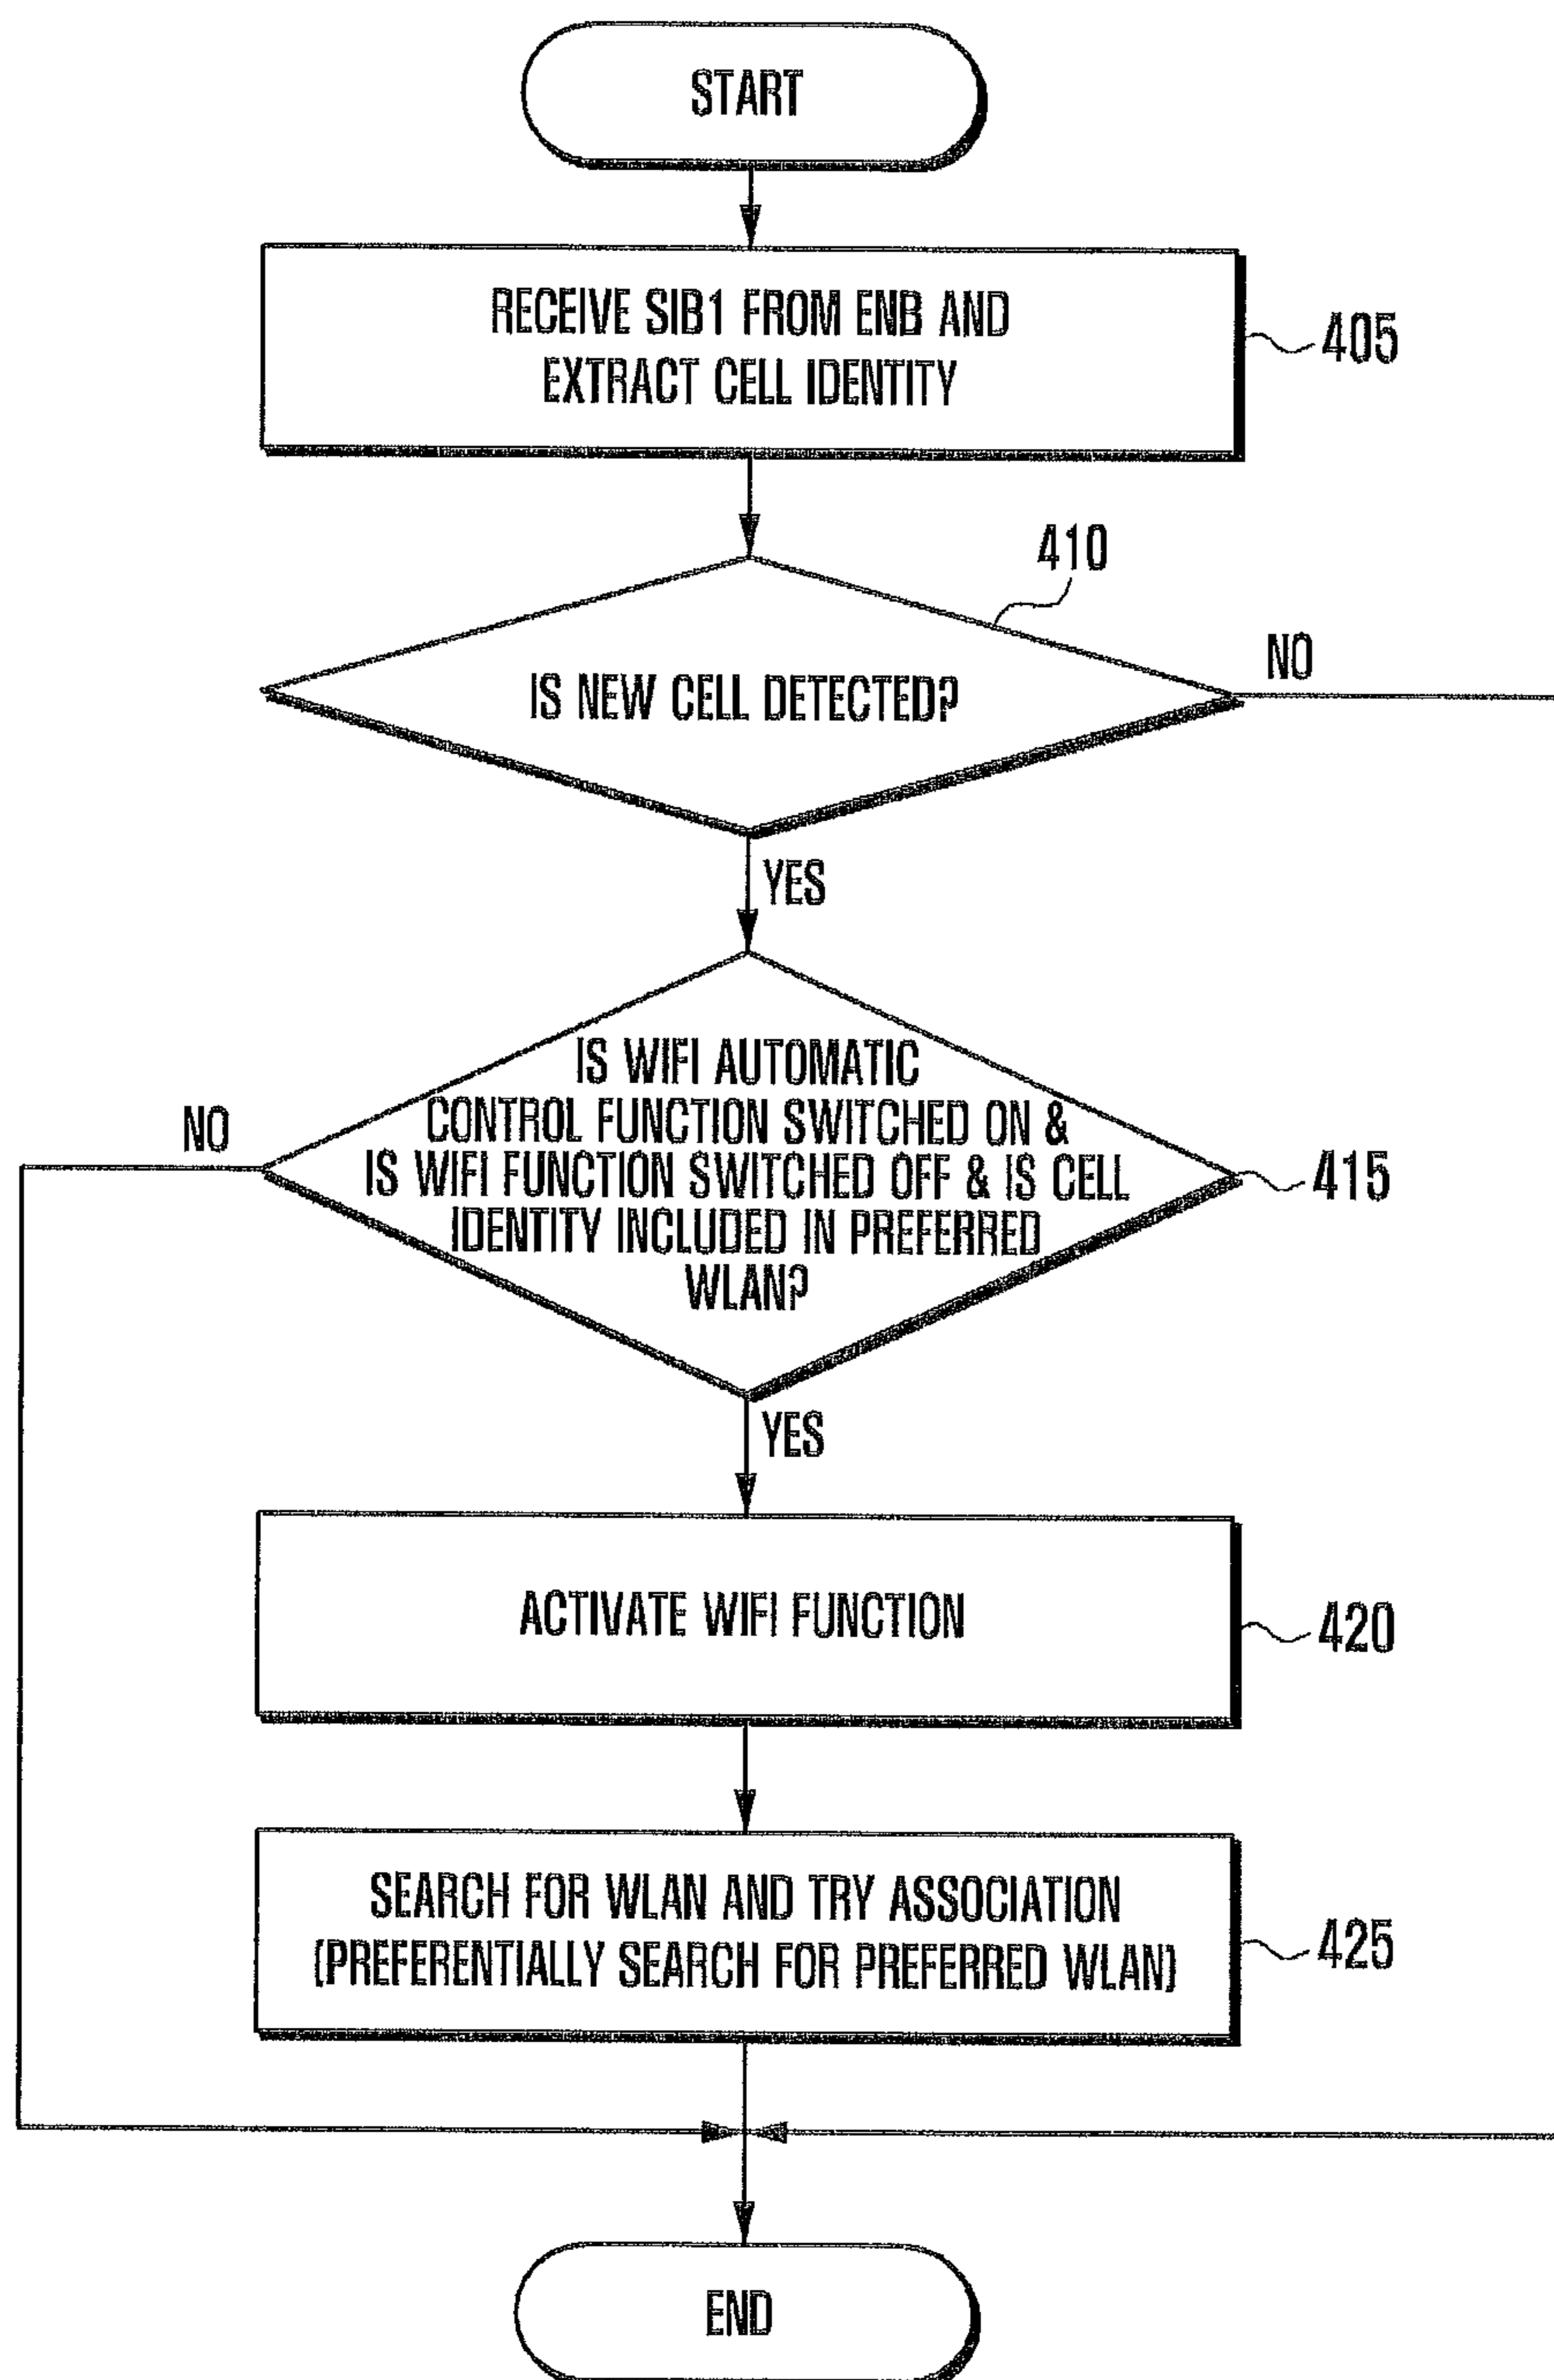 START
RECEIVE SIB1 FROM ENB AND
EXTRACT CELL IDENTITY
405
410
IS NEW CELL DETECTED?
NO
YES
IS WIFI AUTOMATIC
CONTROL FUNCTION SWITCHED ON &
IS WIFI FUNCTION SWITCHED OFF & IS CELL
IDENTITY INCLUDED IN PREFERRED
WLAN?
NO
415
YES
ACTIVATE WIFI FUNCTION
420
SEARCH FOR WLAN AND TRY ASSOCIATION
(PREFERENTIALLY SEARCH FOR PREFERRED WLAN)
425
END